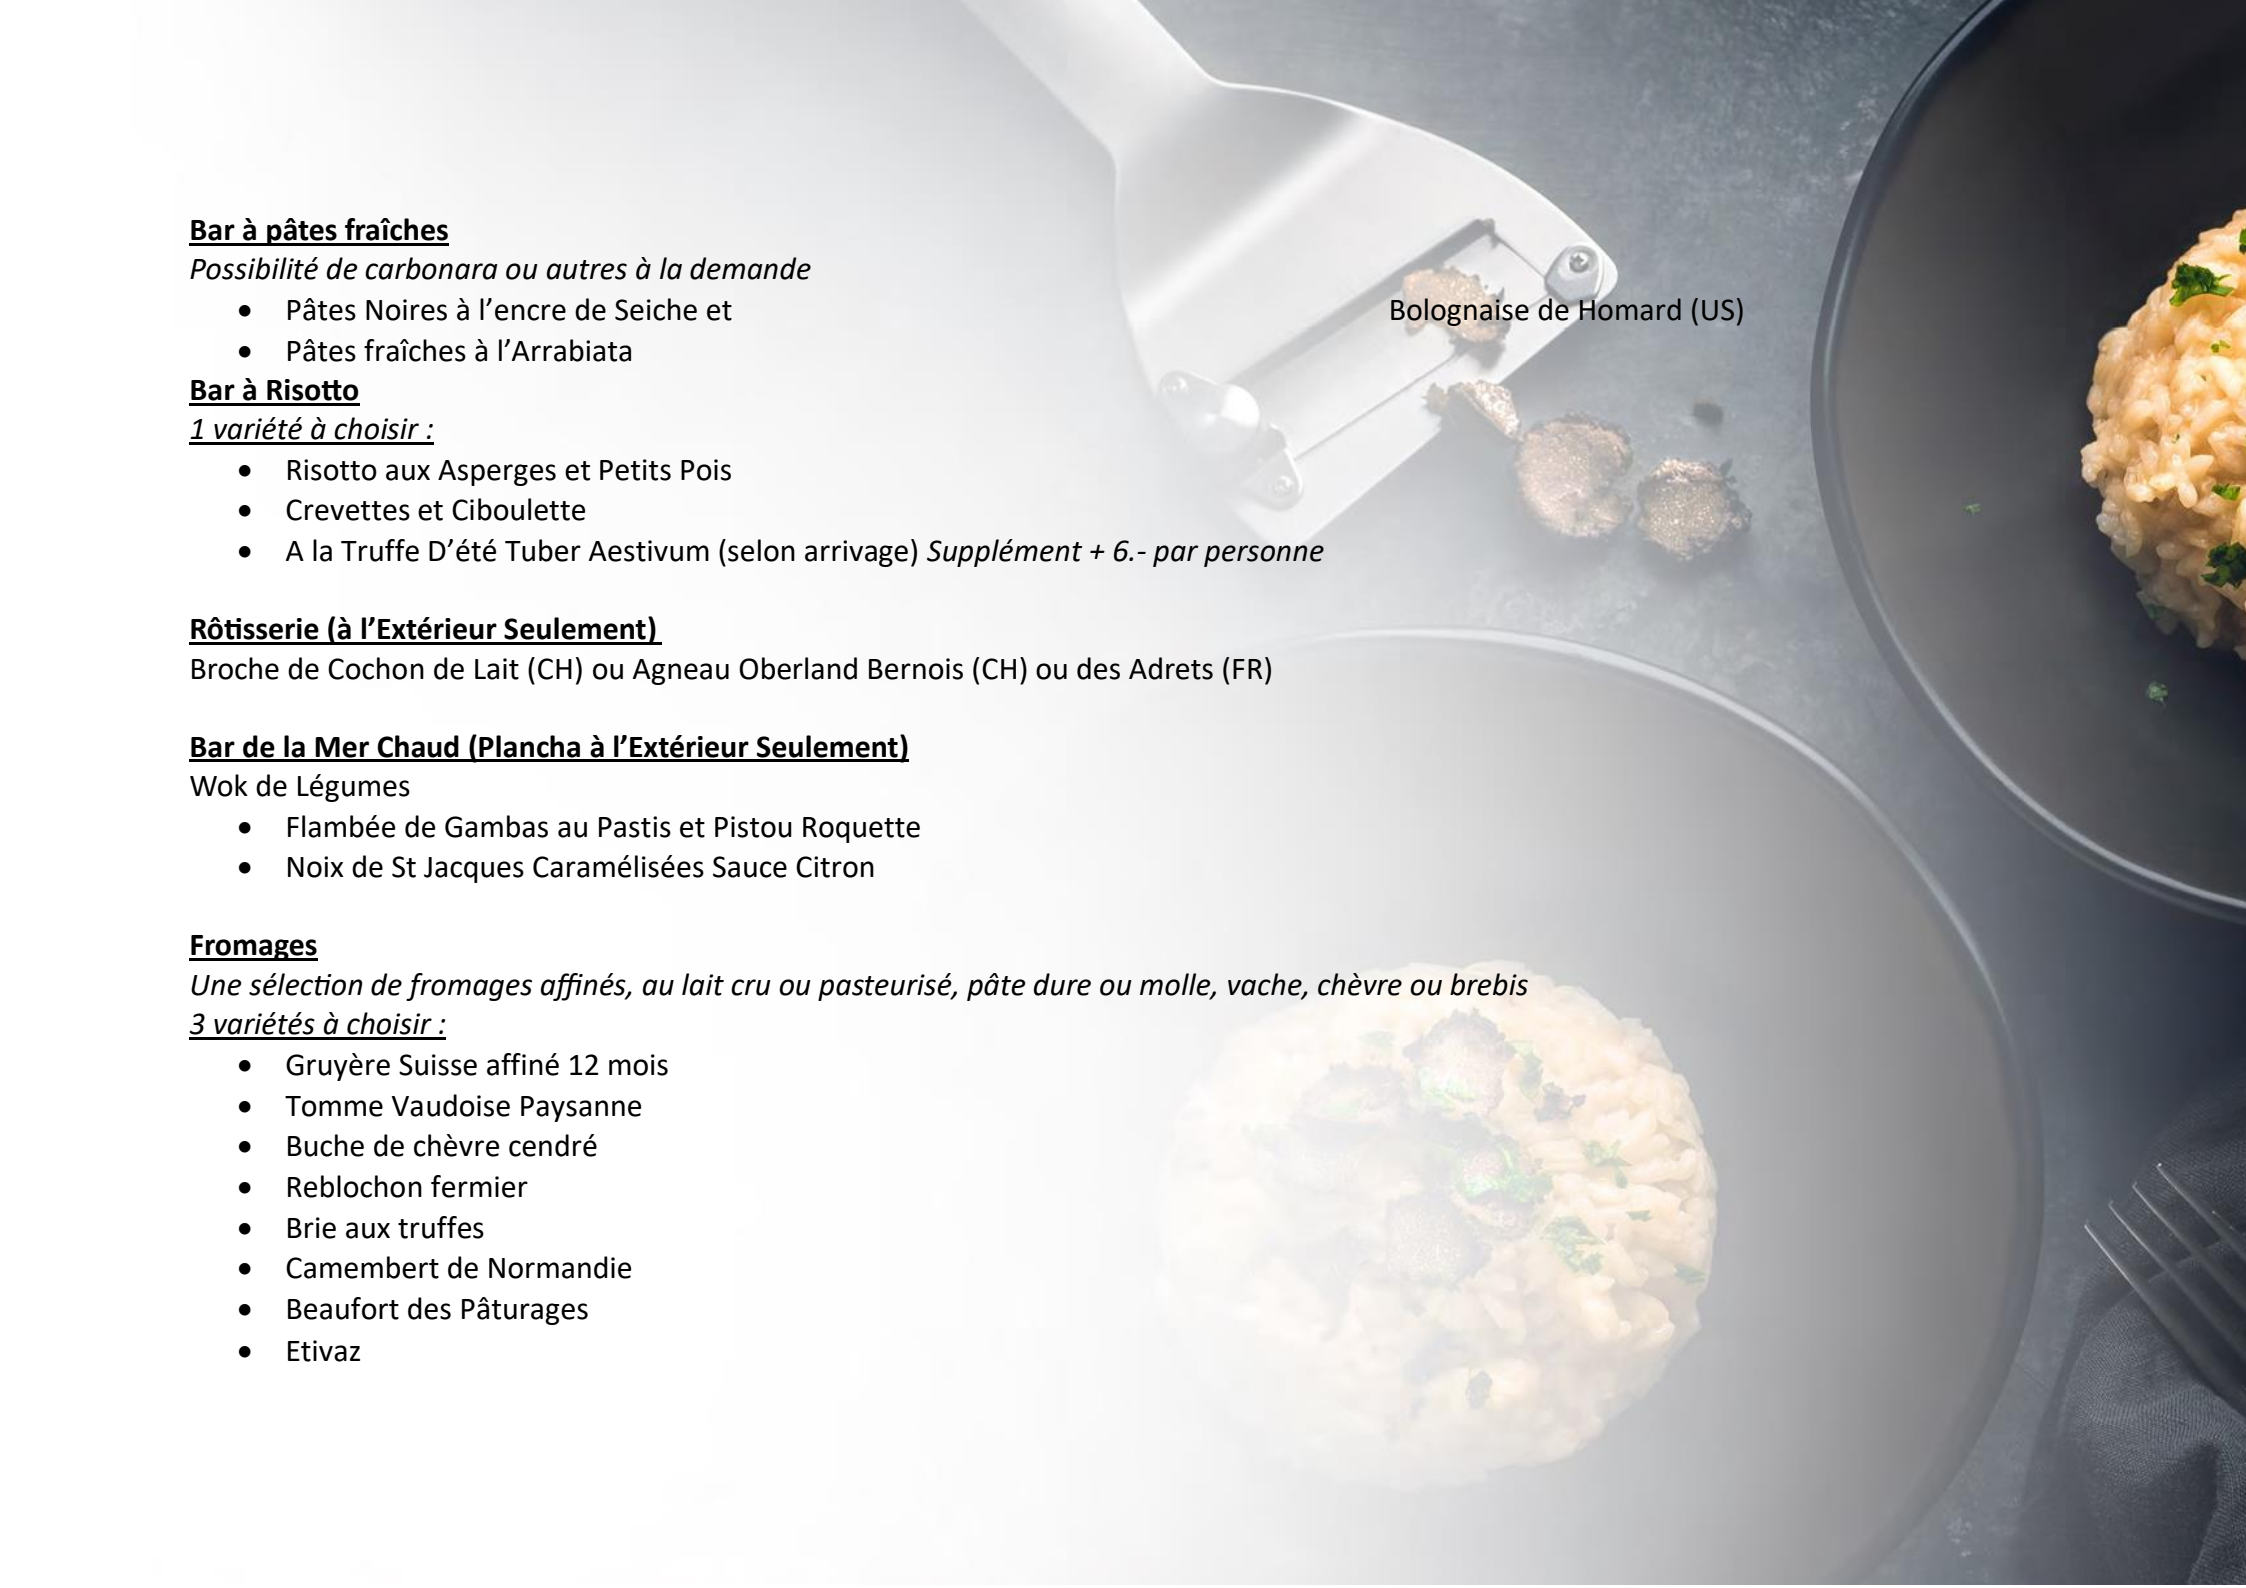 Bar à pâtes fraîches
Possibilité de carbonara ou autres à la demande
• Pâtes Noires à l’encre de Seiche et Bolognaise de Homard (US)
• Pâtes fraîches à l’Arrabiata
Bar à Risotto
1 variété à choisir :
• Risotto aux Asperges et Petits Pois
• Crevettes et Ciboulette
• A la Truffe D’été Tuber Aestivum (selon arrivage) Supplément + 6.- par personne
Rôtisserie (à l’Extérieur Seulement)
Broche de Cochon de Lait (CH) ou Agneau Oberland Bernois (CH) ou des Adrets (FR)
Bar de la Mer Chaud (Plancha à l’Extérieur Seulement)
Wok de Légumes
• Flambée de Gambas au Pastis et Pistou Roquette
• Noix de St Jacques Caramélisées Sauce Citron
Fromages
Une sélection de fromages affinés, au lait cru ou pasteurisé, pâte dure ou molle, vache, chèvre ou brebis
3 variétés à choisir :
• Gruyère Suisse affiné 12 mois
• Tomme Vaudoise Paysanne
• Buche de chèvre cendré
• Reblochon fermier
• Brie aux truffes
• Camembert de Normandie
• Beaufort des Pâturages
• Etivaz